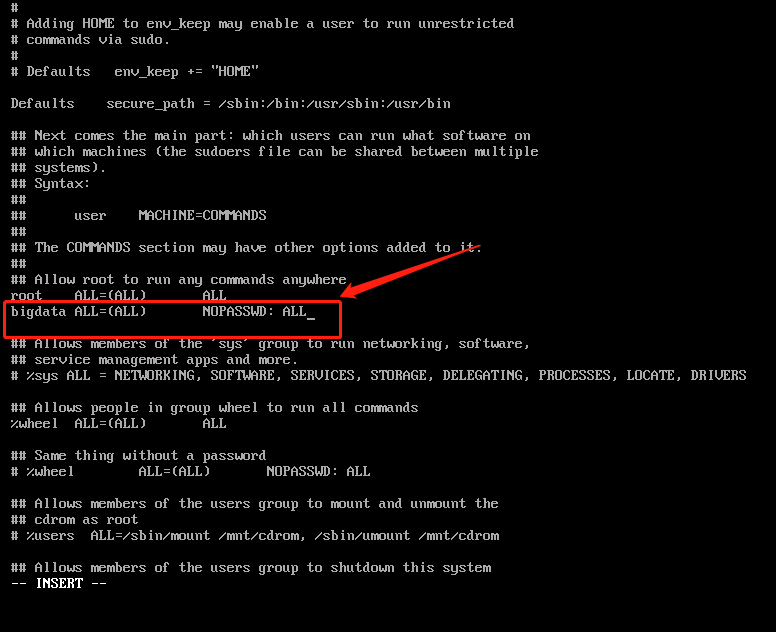 #
# Adding HOME to env_keep may enable a user to run unrestricted
# commands via sudo.
#
# Defaults   env_keep += "HOME"
Defaults    secure_path = /sbin:/bin:/usr/sbin:/usr/bin
## Next comes the main part: which users can run what software on
## which machines (the sudoers file can be shared between multiple
## systems).
## Syntax:
##
##      user    MACHINE=COMMANDS
##
## The COMMANDS section may have other options added to it.
##
## Allow root to run any commands anywhere
root    ALL=(ALL)       ALL
bigdata ALL=(ALL)       NOPASSWD: ALL_
## Allows members of the 'sys' group to run networking, software,
## service management apps and more.
# %sys ALL = NETWORKING, SOFTWARE, SERVICES, STORAGE, DELEGATING, PROCESSES, LOCATE, DRIVERS
## Allows people in group wheel to run all commands
%wheel  ALL=(ALL)       ALL
## Same thing without a password
# %wheel        ALL=(ALL)       NOPASSWD: ALL
## Allows members of the users group to mount and unmount the
## cdrom as root
# %users  ALL=/sbin/mount /mnt/cdrom, /sbin/umount /mnt/cdrom
## Allows members of the users group to shutdown this system
-- INSERT --